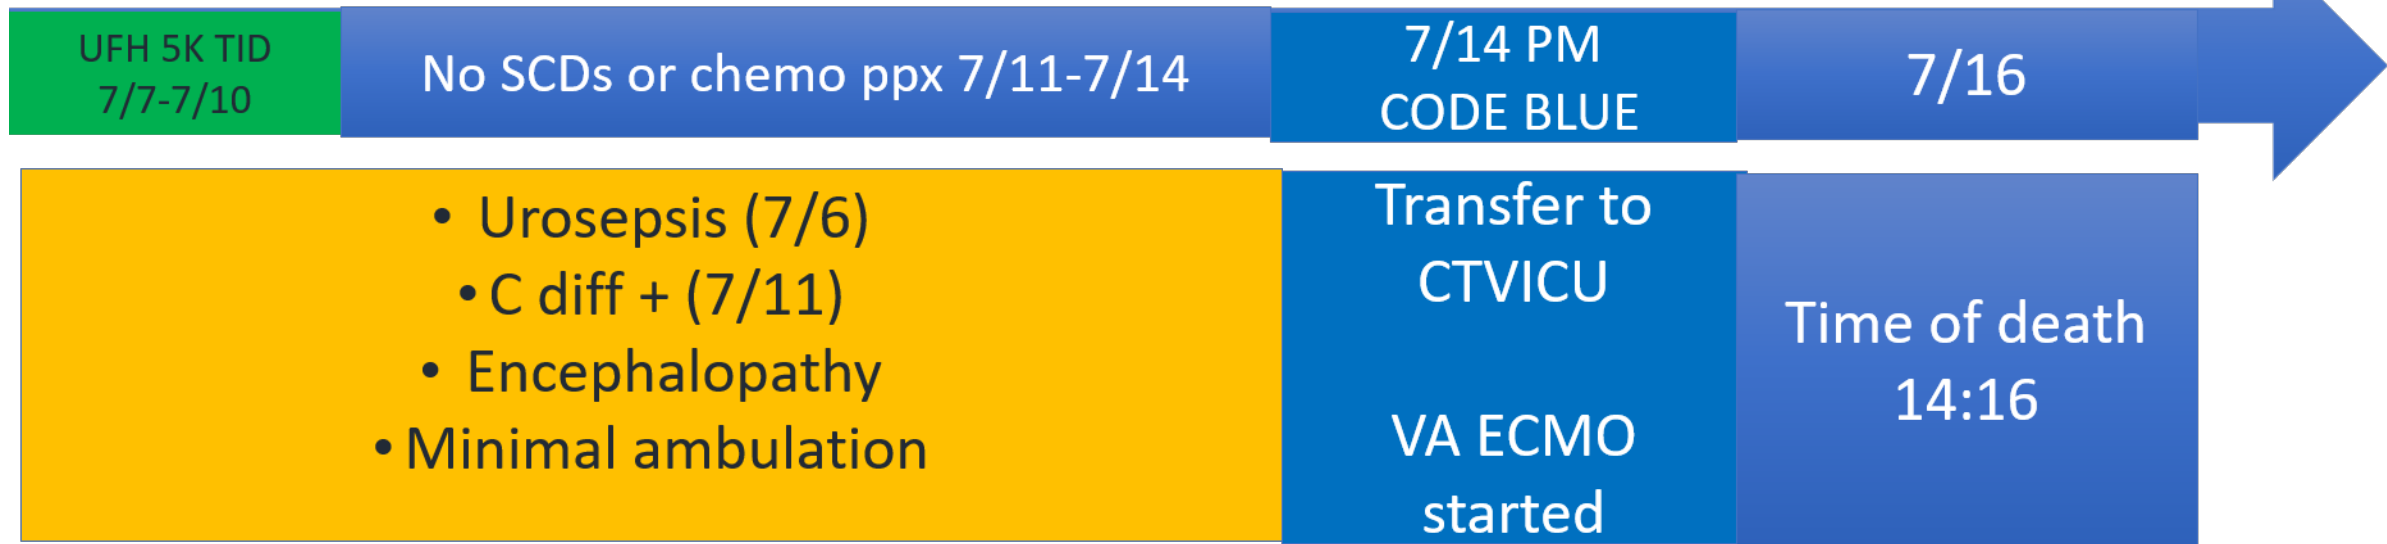 UFH 5K TID
7/7-7/10
No SCDs or chemo ppx 7/11-7/14
7/14 PM
CODE BLUE
7/16
• Urosepsis (7/6)
• C diff + (7/11)
• Encephalopathy
• Minimal ambulation
Transfer to
CTVICU
VA ECMO
started
Time of death
14:16